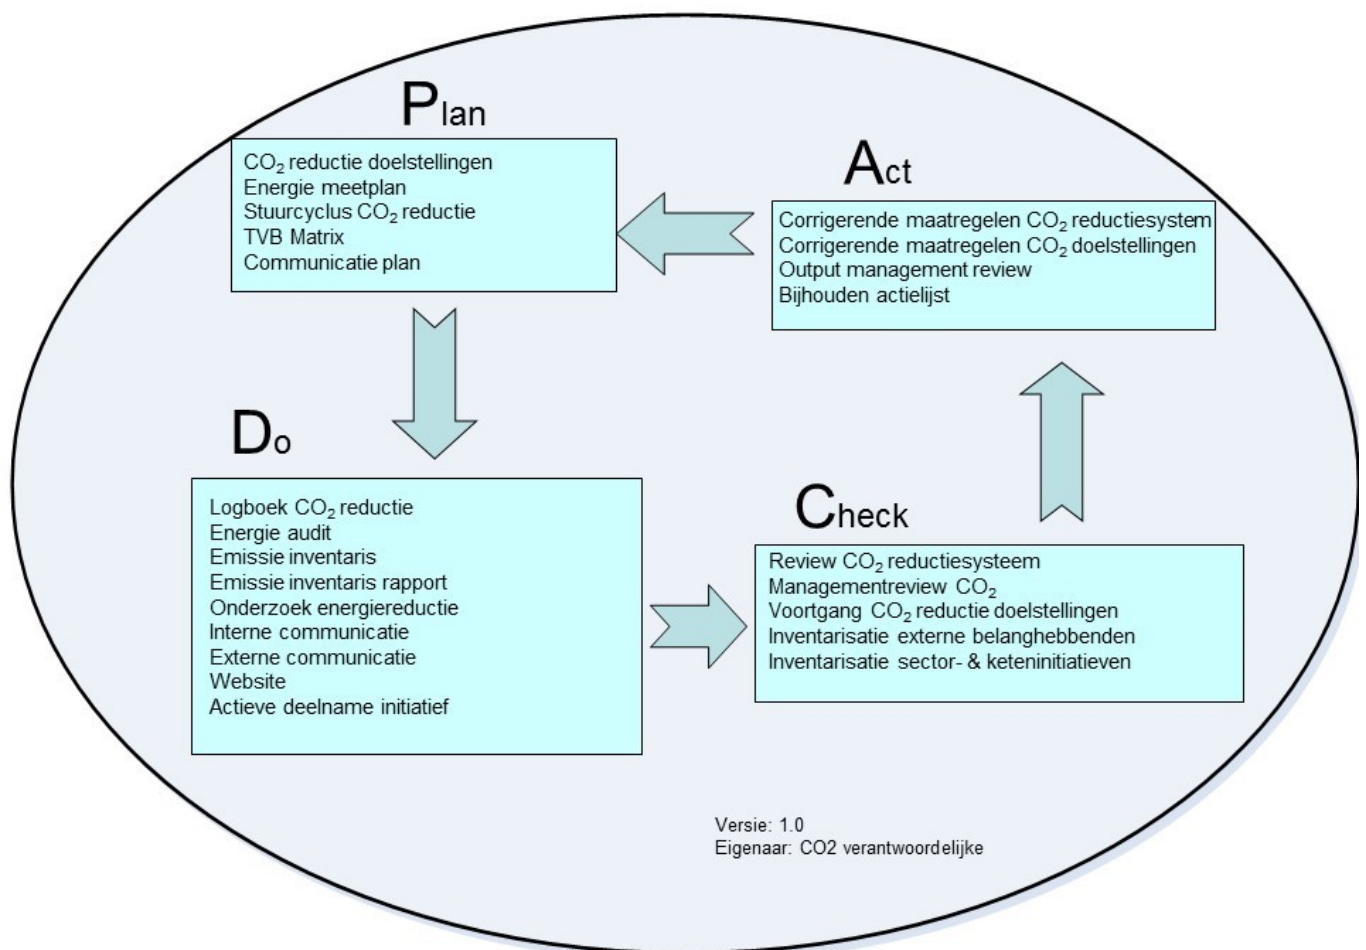 Plan
CO₂ reductie doelstellingen
Energie meetplan
Stuurcyclus CO₂ reductie
TVB Matrix
Communicatie plan
Act
Corrigerende maatregelen CO₂ reductiesystem
Corrigerende maatregelen CO₂ doelstellingen
Output management review
Bijhouden actielijst
Do
Logboek CO₂ reductie
Energie audit
Emissie inventaris
Emissie inventaris rapport
Onderzoek energiereductie
Interne communicatie
Externe communicatie
Website
Actieve deelname initiatief
Check
Review CO₂ reductiesysteem
Managementreview CO₂
Voortgang CO₂ reductie doelstellingen
Inventarisatie externe belanghebbenden
Inventarisatie sector- & keteninitiatieven
Versie: 1.0
Eigenaar: CO2 verantwoordelijke